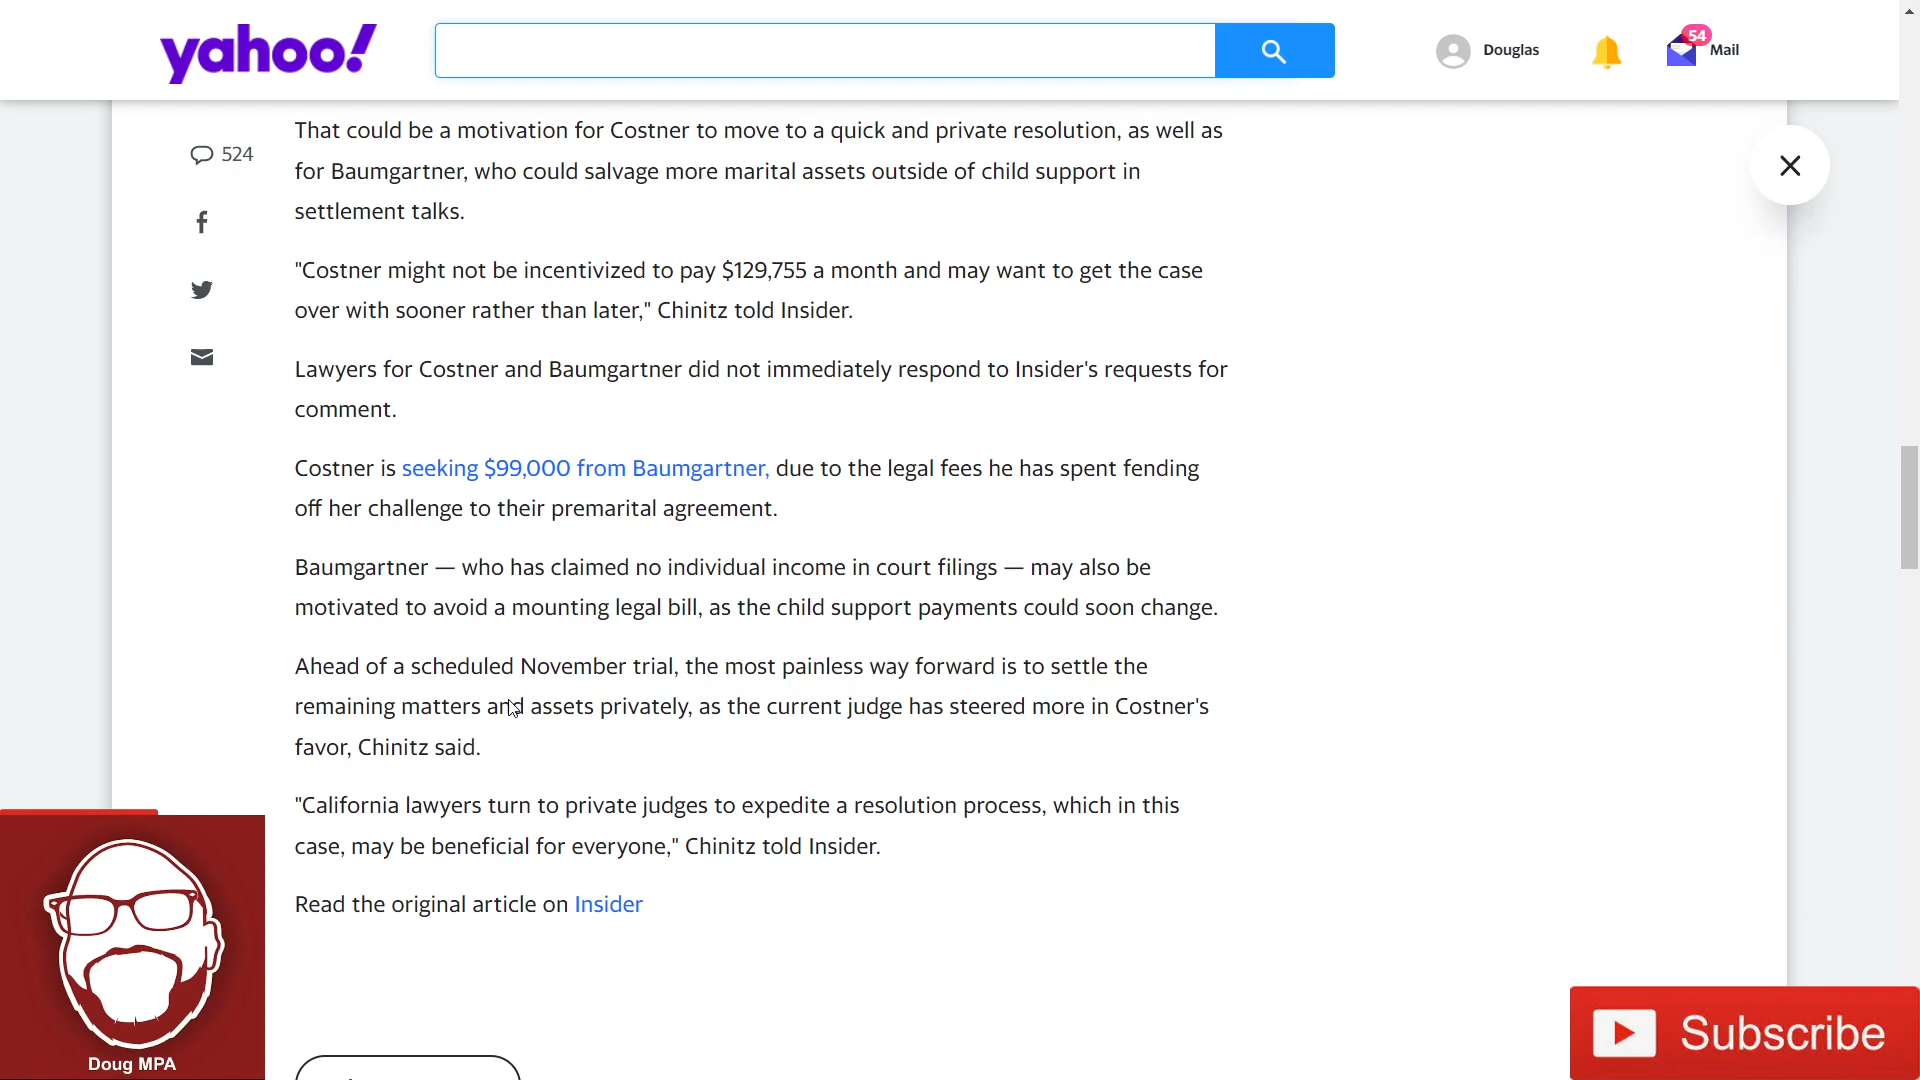 yahoo!
Douglas
54
Mail
524
That could be a motivation for Costner to move to a quick and private resolution, as well as
for Baumgartner, who could salvage more marital assets outside of child support in
settlement talks.
"Costner might not be incentivized to pay $129,755 a month and may want to get the case
over with sooner rather than later," Chinitz told Insider.
Lawyers for Costner and Baumgartner did not immediately respond to Insider's requests for
comment.
Costner is seeking $99,000 from Baumgartner, due to the legal fees he has spent fending
off her challenge to their premarital agreement.
Baumgartner — who has claimed no individual income in court filings — may also be
motivated to avoid a mounting legal bill, as the child support payments could soon change.
Ahead of a scheduled November trial, the most painless way forward is to settle the
remaining matters and assets privately, as the current judge has steered more in Costner's
favor, Chinitz said.
"California lawyers turn to private judges to expedite a resolution process, which in this
case, may be beneficial for everyone," Chinitz told Insider.
Read the original article on Insider
Doug MPA
Subscribe